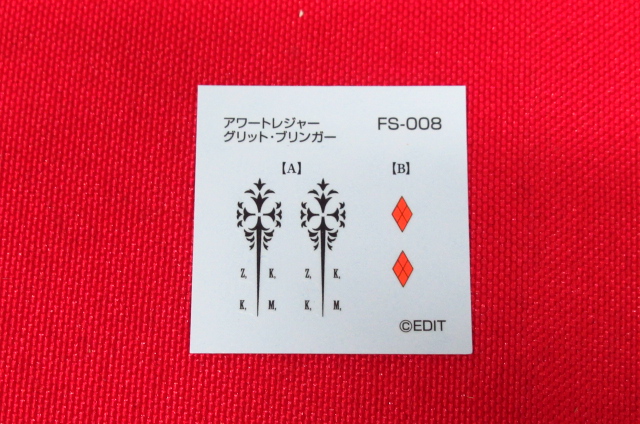 アワートレジャー FS-008
グリット・ブリンガー
【A】 【B】
Z, K, Z, K,
K, M, K, M,
©EDIT